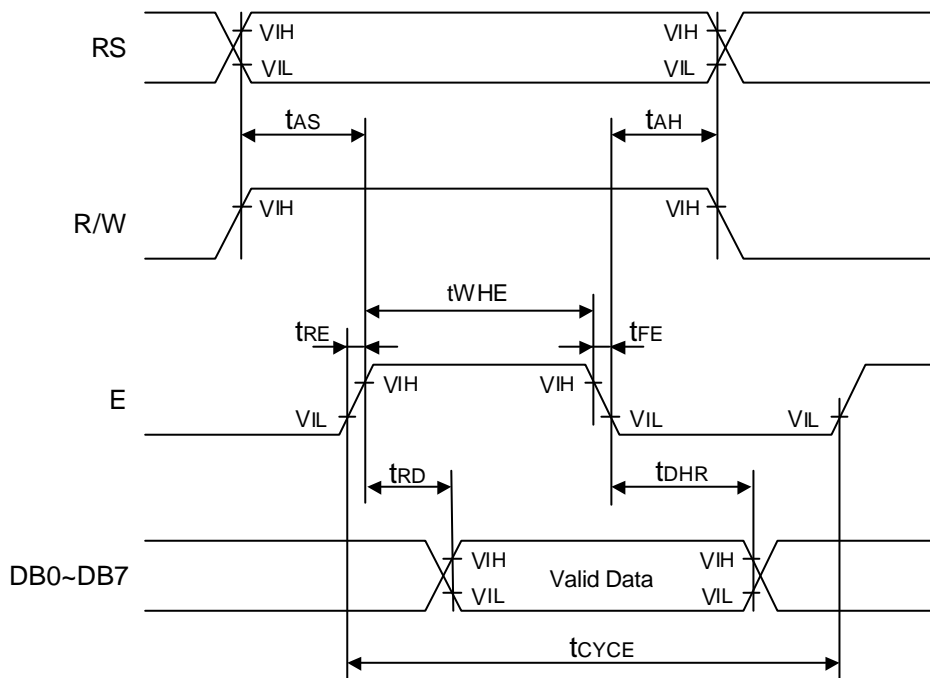 RS
VIH
VIH
VIL
VIL
tAS
tAH
R/W
VIH
VIH
tWHE
tRE
tFE
E
VIH
VIH
VIL
VIL
VIL
tRD
tDHR
DB0~DB7
VIH
VIH
Valid Data
VIL
VIL
tCYCE